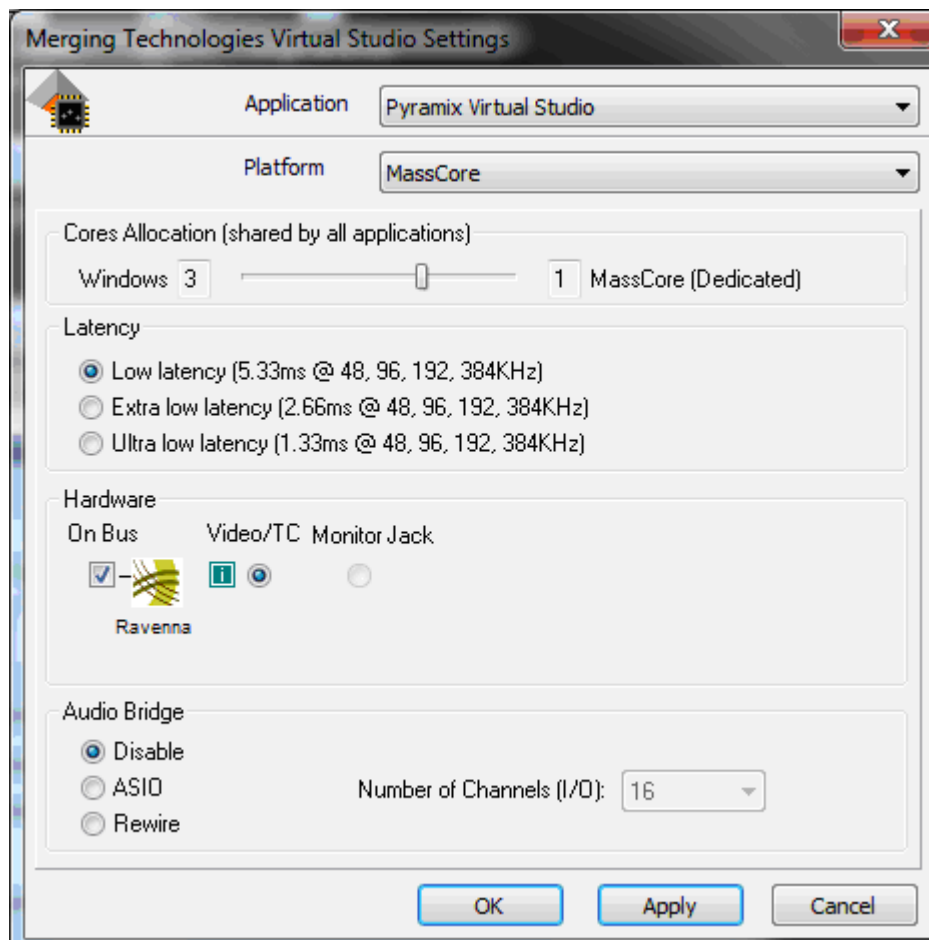 Merging Technologies Virtual Studio Settings
Application Pyramix Virtual Studio
Platform MassCore
Cores Allocation (shared by all applications)
Windows 3 1 MassCore (Dedicated)
Latency
Low latency (5.33ms @ 48, 96, 192, 384KHz)
Extra low latency (2.66ms @ 48, 96, 192, 384KHz)
Ultra low latency (1.33ms @ 48, 96, 192, 384KHz)
Hardware
On Bus Video/TC Monitor Jack
i
Ravenna
Audio Bridge
Disable
ASIO Number of Channels (I/O): 16
Rewire
OK Apply Cancel